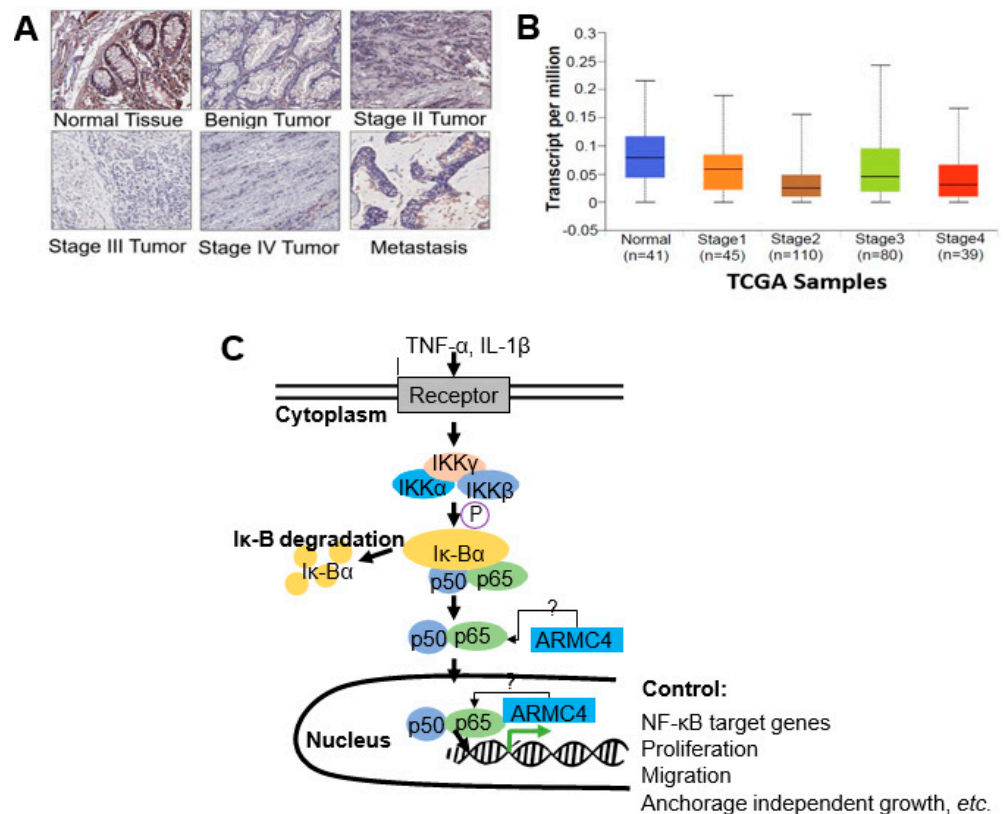 A
Normal Tissue
Benign Tumor
Stage II Tumor
Stage III Tumor
Stage IV Tumor
Metastasis
B
Transcript per million
0.3
0.25
0.2
0.15
0.1
0.05
0
-0.05
Normal
(n=41)
Stage1
(n=45)
Stage2
(n=110)
Stage3
(n=80)
Stage4
(n=39)
TCGA Samples
C
TNF-α, IL-1β
Receptor
Cytoplasm
IKKγ
IKKα
IKKβ
P
Iκ-B degradation
Iκ-Bα
Iκ-Bα
p50
p65
?
p50
p65
ARMC4
?
p50
p65
ARMC4
Nucleus
Control:
NF-κB target genes
Proliferation
Migration
Anchorage independent growth, etc.